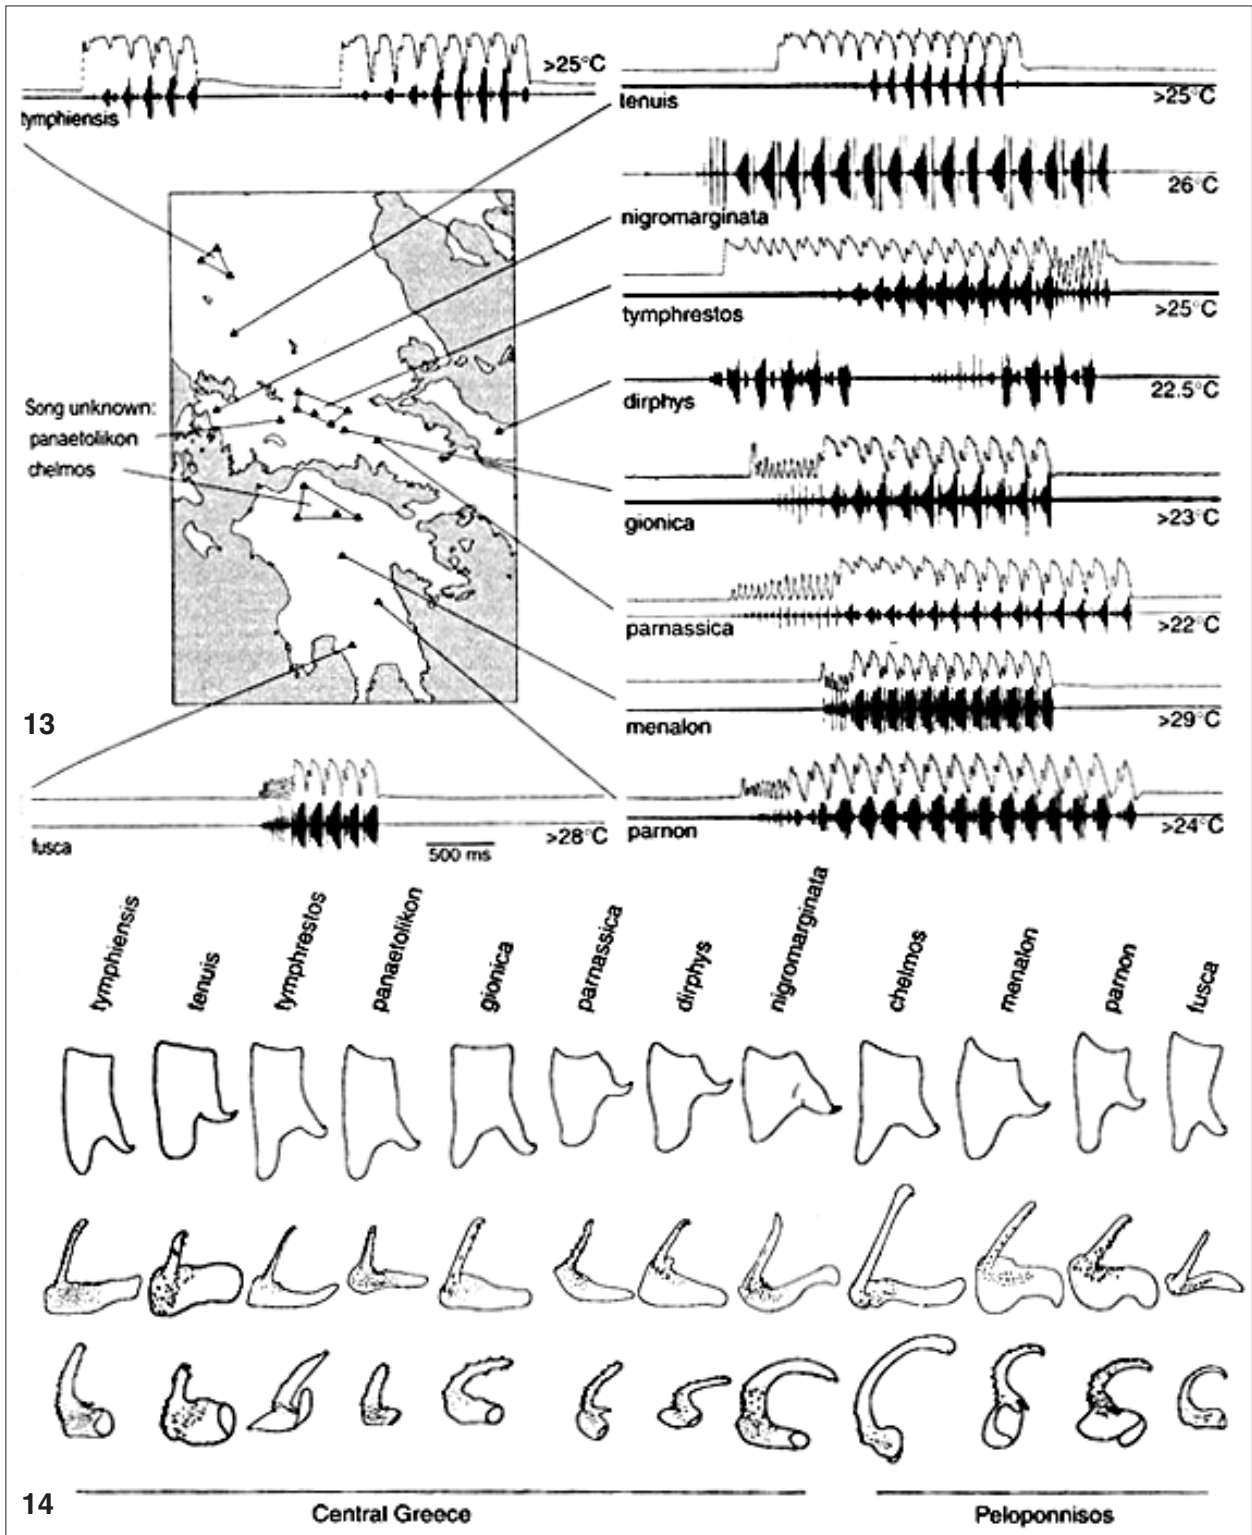 >25°C
tymphiensis
tenuis
>25°C
26°C
nigromarginata
tymphrestos
>25°C
22.5°C
dirphys
Song unknown:
panaetolikon
chelmos
gionica
>23°C
parnassica
>22°C
menalon
>29°C
13
fusca
>28°C
500 ms
parnon
>24°C
tymphiensis
tenuis
tymphrestos
panaetolikon
gionica
parnassica
dirphys
nigromarginata
chelmos
menalon
parnon
fusca
14
Central Greece
Peloponnisos